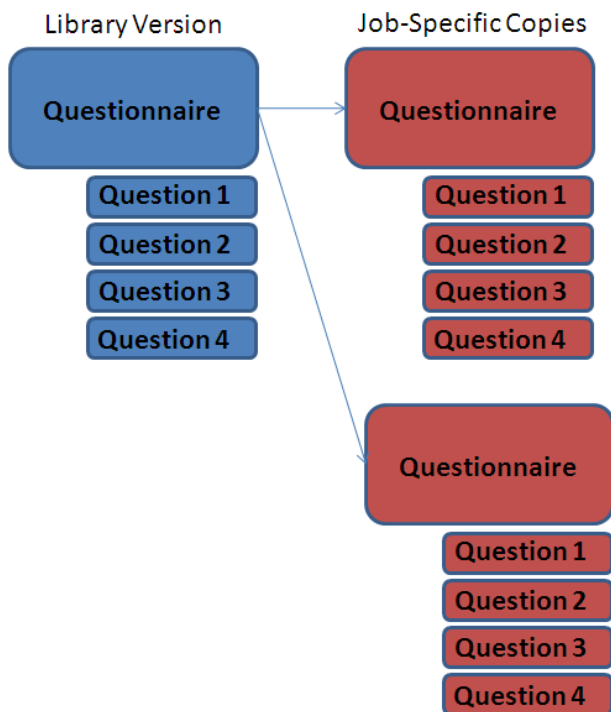 Library Version
Job-Specific Copies
Questionnaire
Questionnaire
Question 1
Question 2
Question 3
Question 4
Question 1
Question 2
Question 3
Question 4
Questionnaire
Question 1
Question 2
Question 3
Question 4